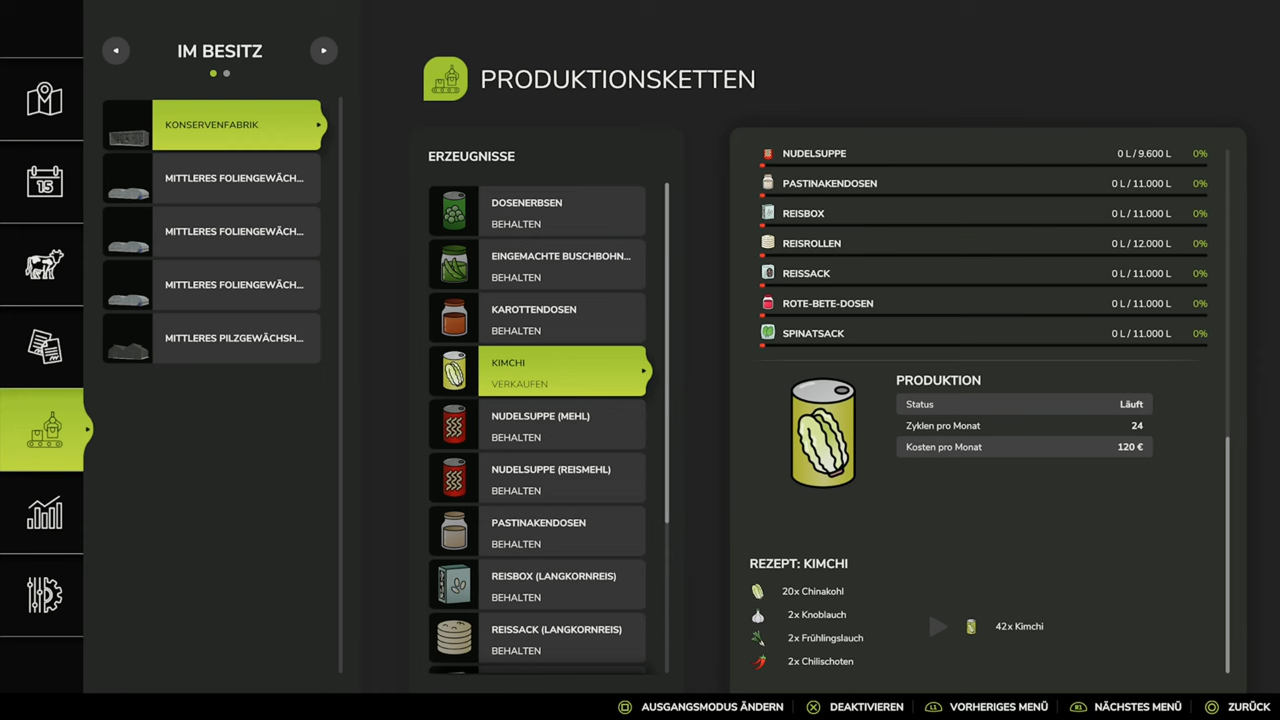 IM BESITZ
PRODUKTIONSKETTEN
15
KONSERVENFABRIK
MITTLERES FOLIENGEWÄCH...
MITTLERES FOLIENGEWÄCH...
MITTLERES FOLIENGEWÄCH...
MITTLERES PILZGEWÄCHSH...
ERZEUGNISSE
DOSENERBSEN
BEHALTEN
EINGEMACHTE BUSCHBOHN...
BEHALTEN
KAROTTENDOSEN
BEHALTEN
KIMCHI
VERKAUFEN
NUDELSUPPE (MEHL)
BEHALTEN
NUDELSUPPE (REISMEHL)
BEHALTEN
PASTINAKENDOSEN
BEHALTEN
REISBOX (LANGKORNREIS)
BEHALTEN
REISSACK (LANGKORNREIS)
BEHALTEN
NUDELSUPPE 0 L / 9.600 L 0%
PASTINAKENDOSEN 0 L / 11.000 L 0%
REISBOX 0 L / 11.000 L 0%
REISROLLEN 0 L / 12.000 L 0%
REISSACK 0 L / 11.000 L 0%
ROTE-BETE-DOSEN 0 L / 11.000 L 0%
SPINATSACK 0 L / 11.000 L 0%
PRODUKTION
Status Läuft
Zyklen pro Monat 24
Kosten pro Monat 120 €
REZEPT: KIMCHI
20x Chinakohl
2x Knoblauch
2x Frühlingslauch
2x Chilischoten
42x Kimchi
AUSGANGSMODUS ÄNDERN DEAKTIVIEREN L1 VORHERIGES MENÜ R1 NÄCHSTES MENÜ ZURÜCK